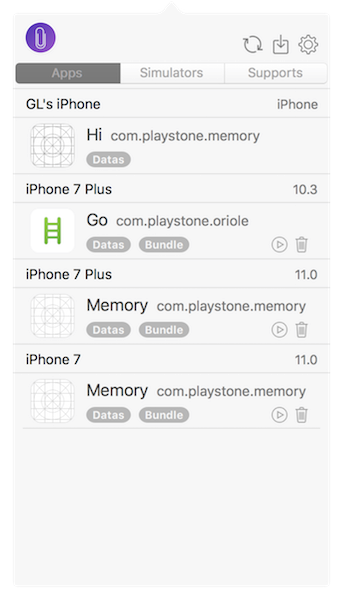 Apps Simulators Supports
GL's iPhone iPhone
Hi com.playstone.memory
Datas
iPhone 7 Plus 10.3
Go com.playstone.oriole
Datas Bundle
iPhone 7 Plus 11.0
Memory com.playstone.memory
Datas Bundle
iPhone 7 11.0
Memory com.playstone.memory
Datas Bundle